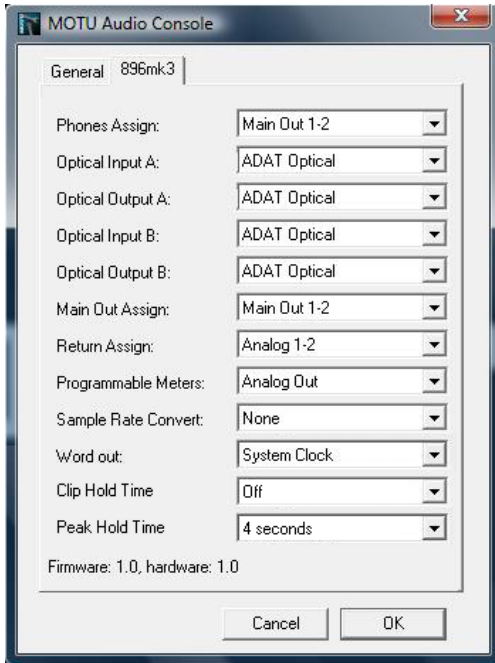 MOTU Audio Console
General 896mk3
Phones Assign: Main Out 1-2
Optical Input A: ADAT Optical
Optical Output A: ADAT Optical
Optical Input B: ADAT Optical
Optical Output B: ADAT Optical
Main Out Assign: Main Out 1-2
Return Assign: Analog 1-2
Programmable Meters: Analog Out
Sample Rate Convert: None
Word out: System Clock
Clip Hold Time Off
Peak Hold Time 4 seconds
Firmware: 1.0, hardware: 1.0
Cancel OK